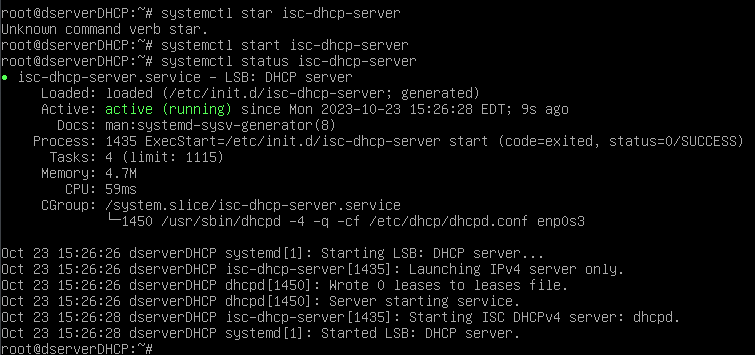 root@dserverDHCP:~# systemctl star isc-dhcp-server
Unknown command verb star.
root@dserverDHCP:~# systemctl start isc-dhcp-server
root@dserverDHCP:~# systemctl status isc-dhcp-server
● isc-dhcp-server.service - LSB: DHCP server
     Loaded: loaded (/etc/init.d/isc-dhcp-server; generated)
     Active: active (running) since Mon 2023-10-23 15:26:28 EDT; 9s ago
       Docs: man:systemd-sysv-generator(8)
    Process: 1435 ExecStart=/etc/init.d/isc-dhcp-server start (code=exited, status=0/SUCCESS)
      Tasks: 4 (limit: 1115)
     Memory: 4.7M
        CPU: 59ms
     CGroup: /system.slice/isc-dhcp-server.service
             └─1450 /usr/sbin/dhcpd -4 -q -cf /etc/dhcp/dhcpd.conf enp0s3

Oct 23 15:26:26 dserverDHCP systemd[1]: Starting LSB: DHCP server...
Oct 23 15:26:26 dserverDHCP isc-dhcp-server[1435]: Launching IPv4 server only.
Oct 23 15:26:26 dserverDHCP dhcpd[1450]: Wrote 0 leases to leases file.
Oct 23 15:26:26 dserverDHCP dhcpd[1450]: Server starting service.
Oct 23 15:26:28 dserverDHCP isc-dhcp-server[1435]: Starting ISC DHCPv4 server: dhcpd.
Oct 23 15:26:28 dserverDHCP systemd[1]: Started LSB: DHCP server.
root@dserverDHCP:~#